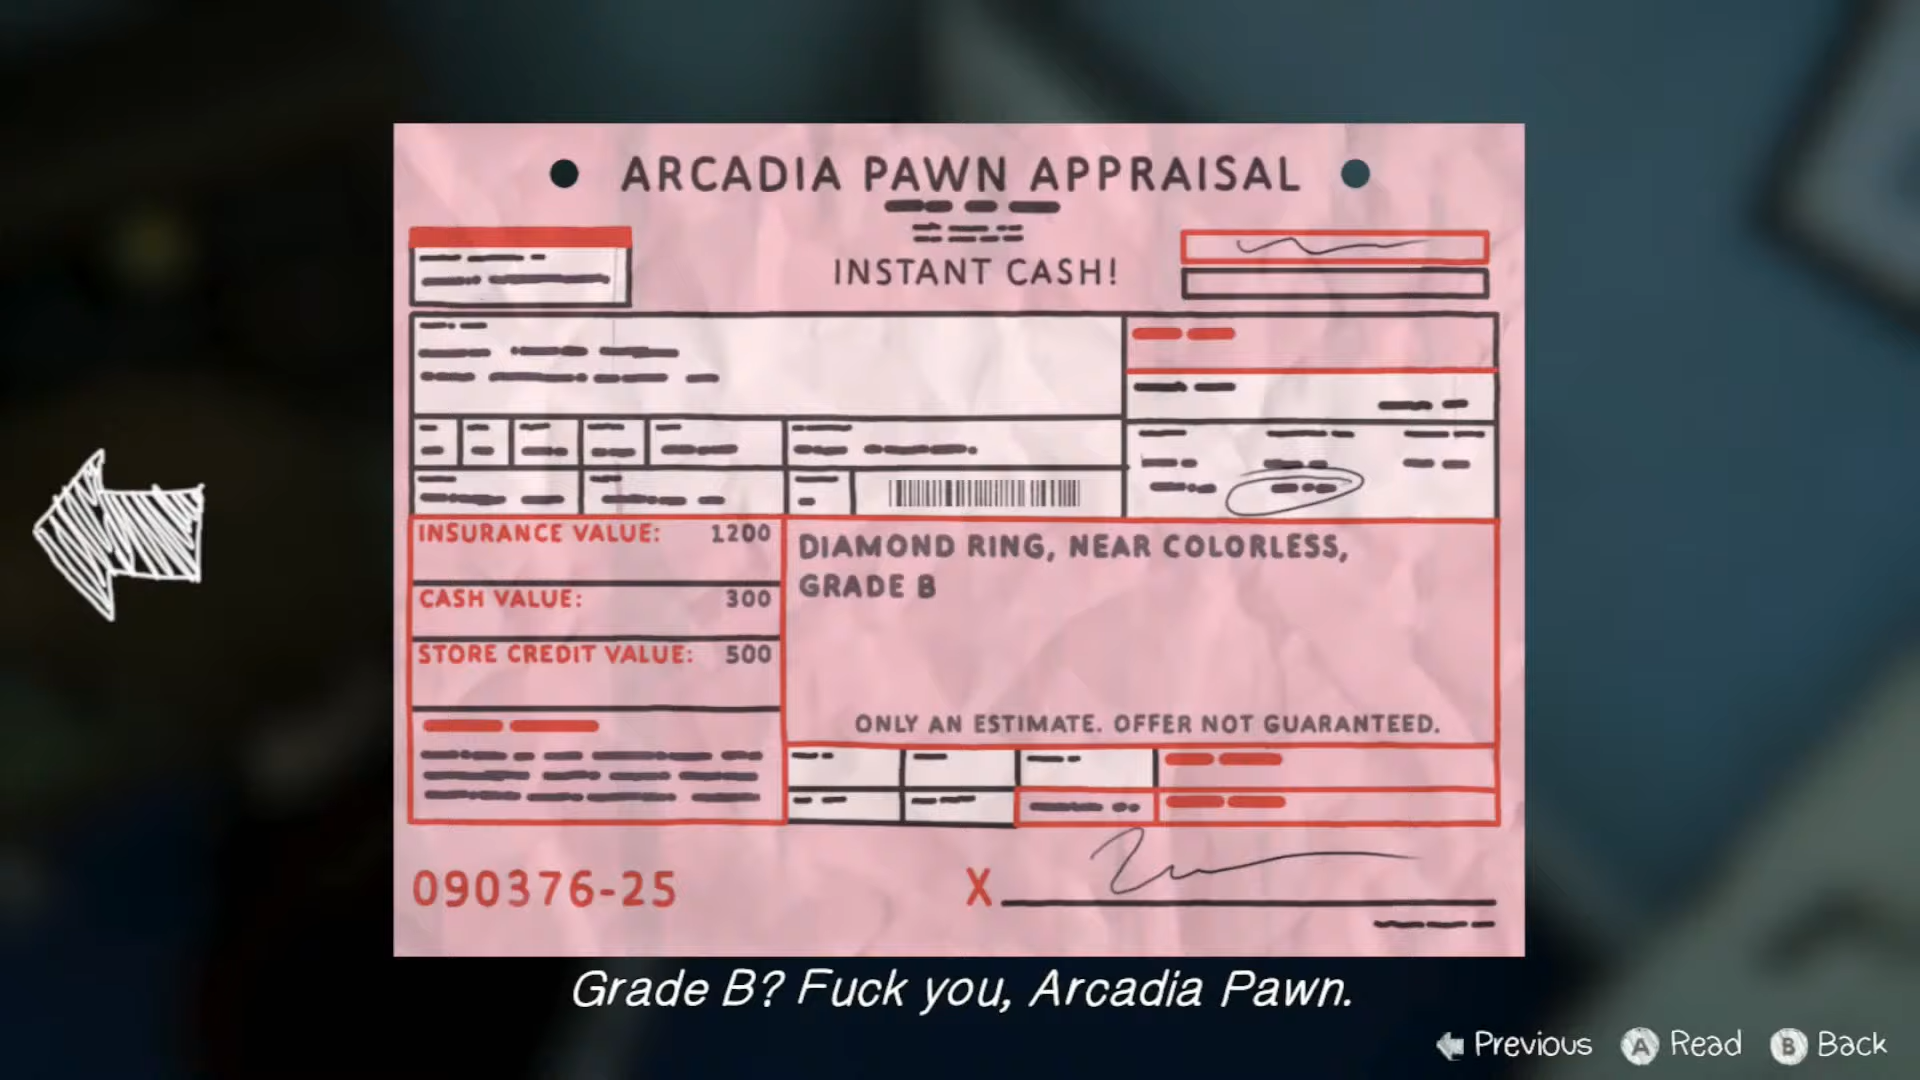 ARCADIA PAWN APPRAISAL
INSTANT CASH!
INSURANCE VALUE: 1200
CASH VALUE: 300
STORE CREDIT VALUE: 500
DIAMOND RING, NEAR COLORLESS,
GRADE B
ONLY AN ESTIMATE. OFFER NOT GUARANTEED.
090376-25
X
Grade B? Fuck you, Arcadia Pawn.
Previous A Read B Back